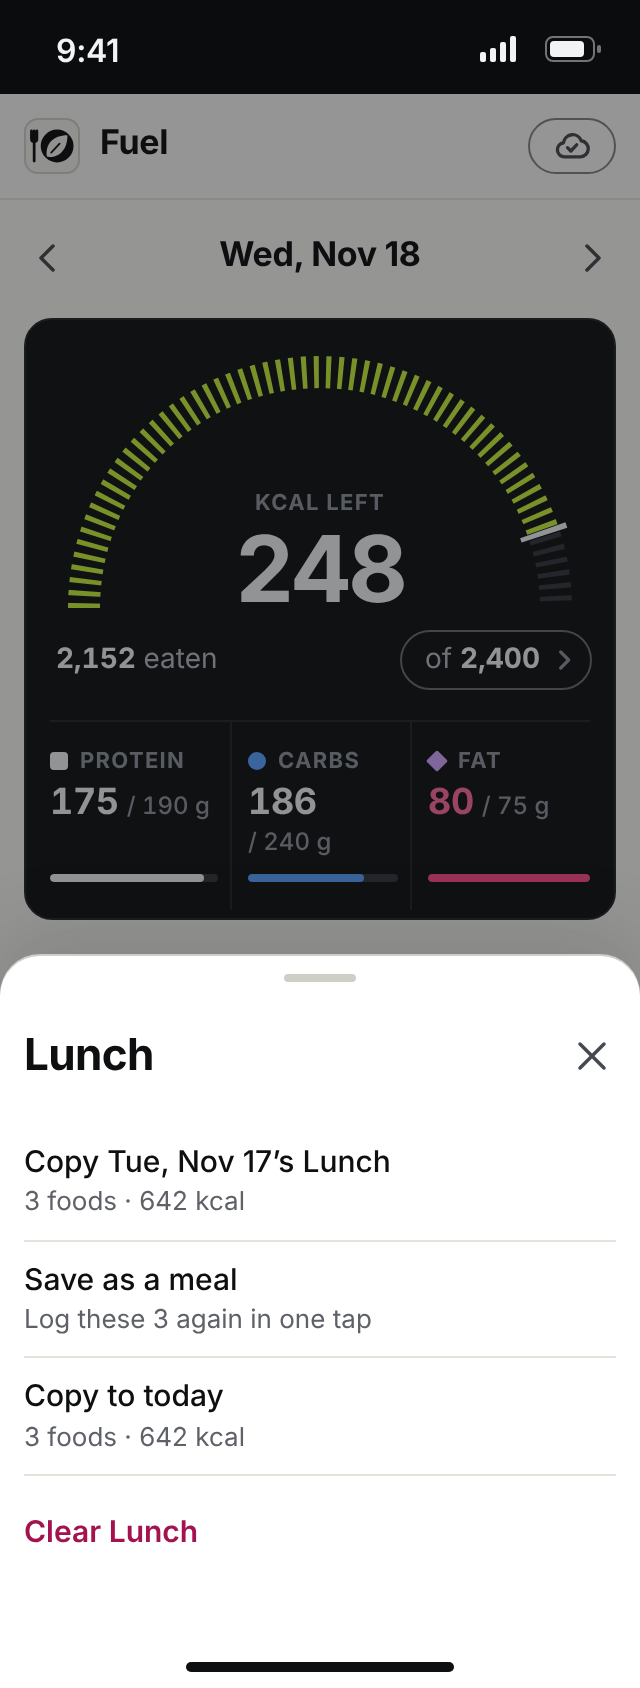 9:41
Fuel
Wed, Nov 18
KCAL LEFT
248
2,152 eaten
of 2,400
PROTEIN
175 / 190 g
CARBS
186
/ 240 g
FAT
80 / 75 g
Lunch
Copy Tue, Nov 17’s Lunch
3 foods · 642 kcal
Save as a meal
Log these 3 again in one tap
Copy to today
3 foods · 642 kcal
Clear Lunch